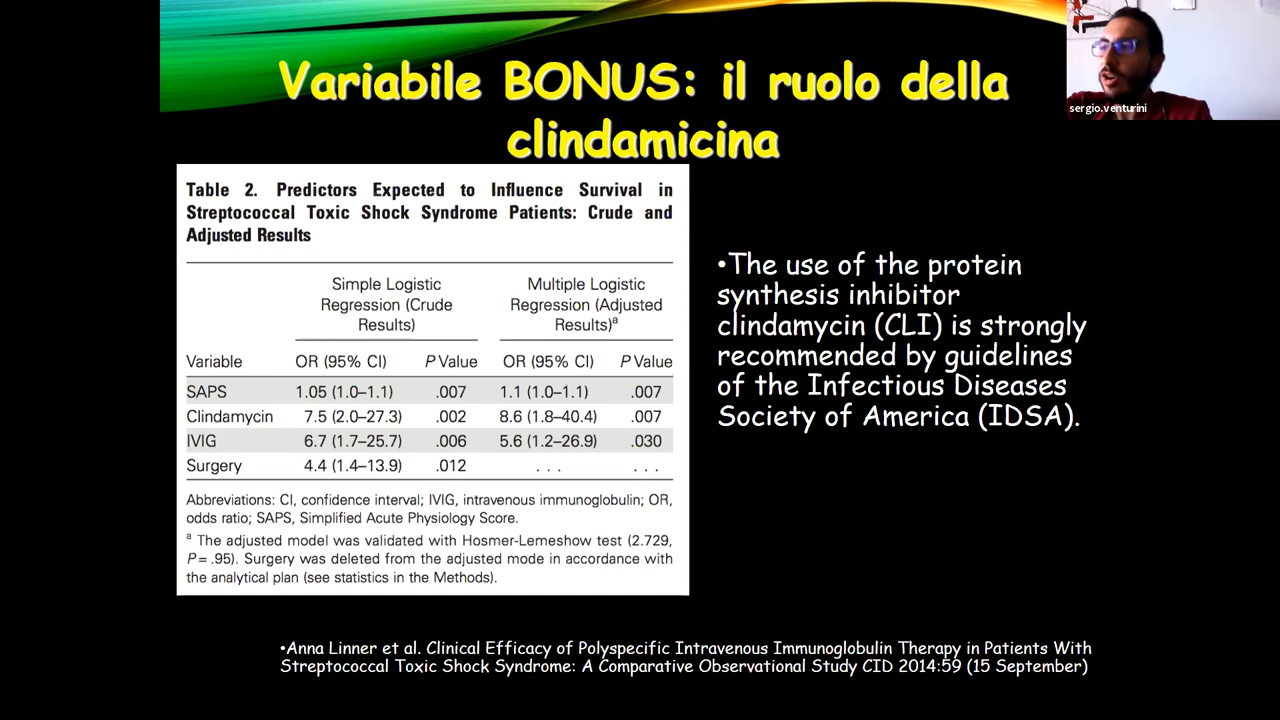 Variabile BONUS: il ruolo della
clindamicina
sergio.venturini
Table 2. Predictors Expected to Influence Survival in
Streptococcal Toxic Shock Syndrome Patients: Crude and
Adjusted Results
Simple Logistic
Regression (Crude
Results)
Multiple Logistic
Regression (Adjusted
Results)ᵃ
Variable OR (95% CI) P Value OR (95% CI) P Value
SAPS 1.05 (1.0–1.1) .007 1.1 (1.0–1.1) .007
Clindamycin 7.5 (2.0–27.3) .002 8.6 (1.8–40.4) .007
IVIG 6.7 (1.7–25.7) .006 5.6 (1.2–26.9) .030
Surgery 4.4 (1.4–13.9) .012 . . . . . .
Abbreviations: CI, confidence interval; IVIG, intravenous immunoglobulin; OR,
odds ratio; SAPS, Simplified Acute Physiology Score.
ᵃ The adjusted model was validated with Hosmer-Lemeshow test (2.729,
P = .95). Surgery was deleted from the adjusted mode in accordance with
the analytical plan (see statistics in the Methods).
•The use of the protein
synthesis inhibitor
clindamycin (CLI) is strongly
recommended by guidelines
of the Infectious Diseases
Society of America (IDSA).
•Anna Linner et al. Clinical Efficacy of Polyspecific Intravenous Immunoglobulin Therapy in Patients With
Streptococcal Toxic Shock Syndrome: A Comparative Observational Study CID 2014:59 (15 September)